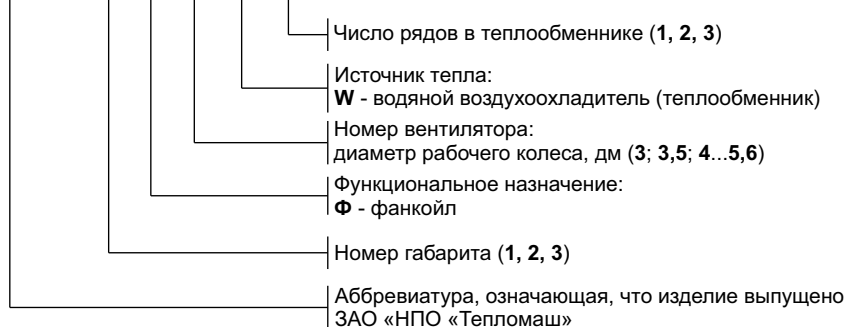 Число рядов в теплообменнике (1, 2, 3)
Источник тепла:
W - водяной воздухоохладитель (теплообменник)
Номер вентилятора:
диаметр рабочего колеса, дм (3; 3,5; 4...5,6)
Функциональное назначение:
Ф - фанкойл
Номер габарита (1, 2, 3)
Аббревиатура, означающая, что изделие выпущено
ЗАО «НПО «Тепломаш»